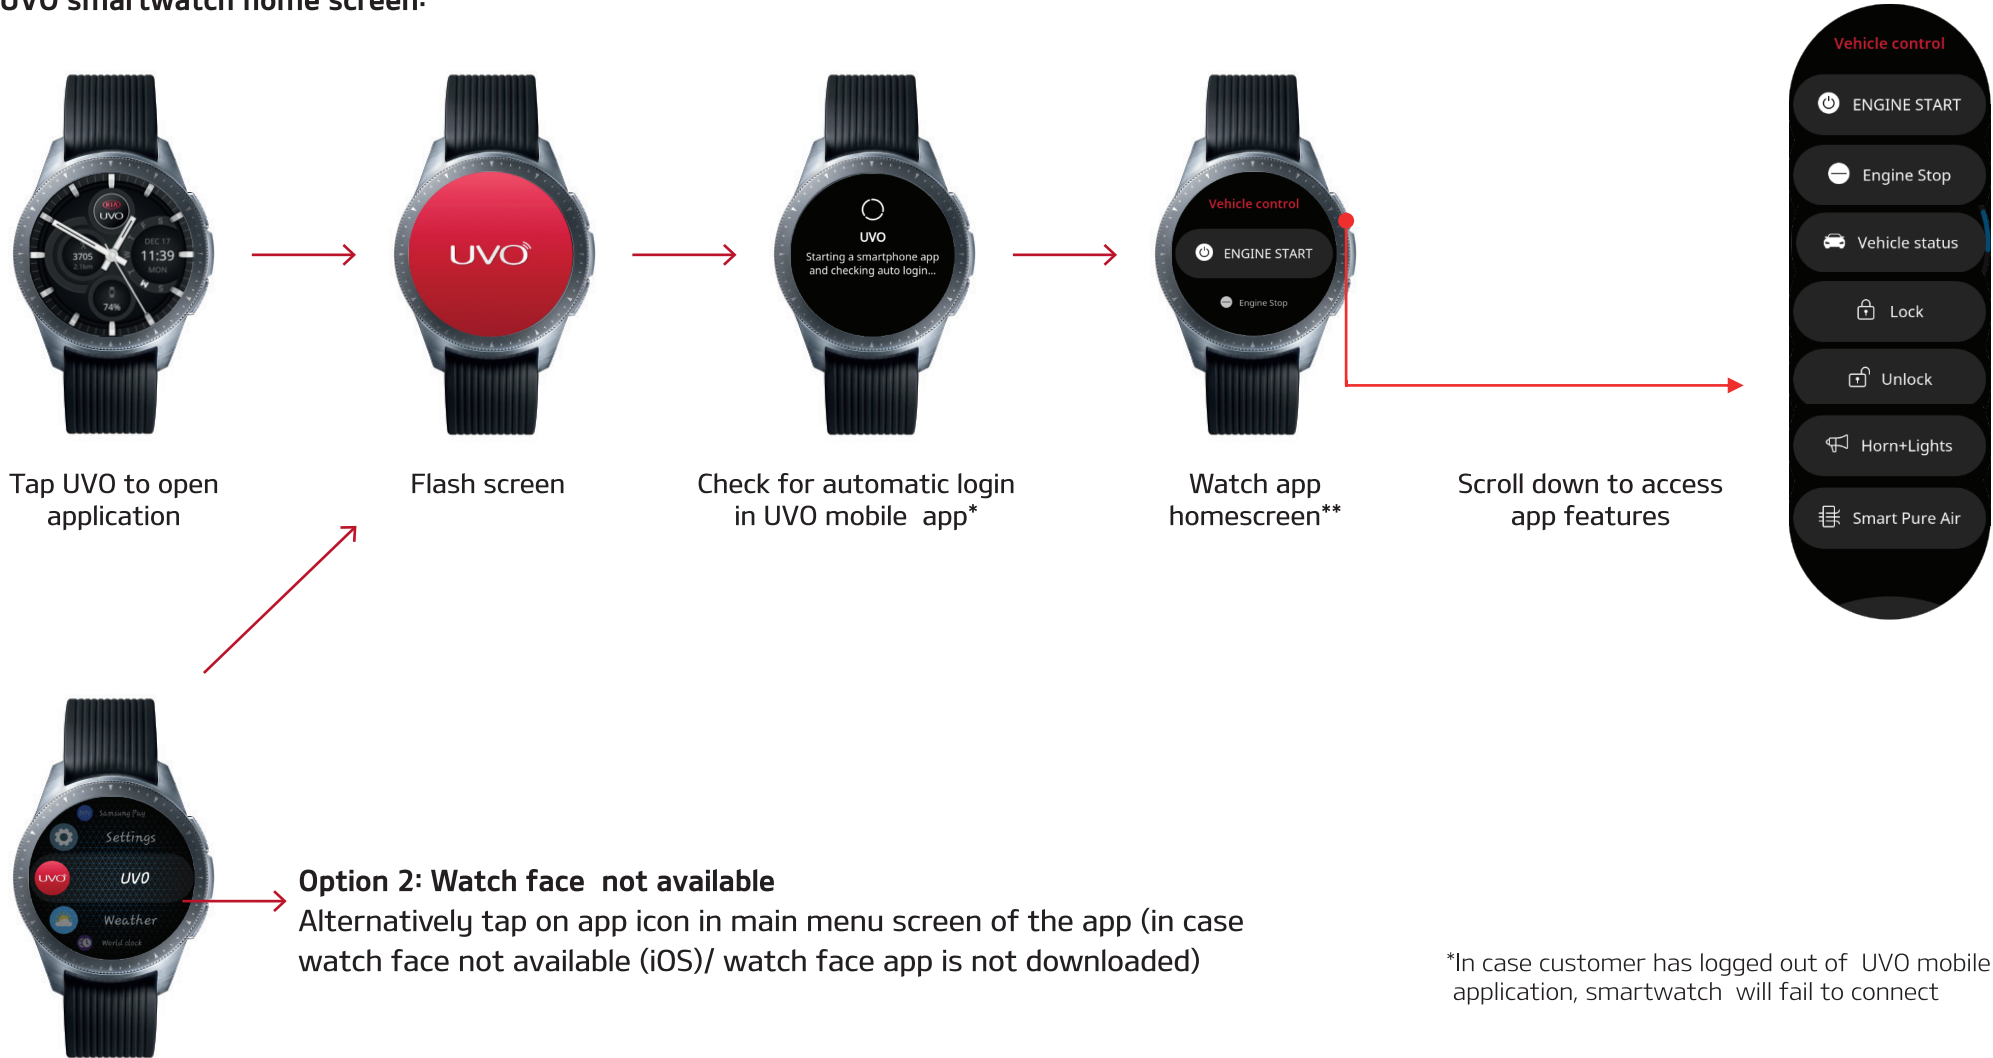 UVO smartwatch home screen:
KIA
UVO
DEC 17
11:39
MON
3705
2.1km
74%
UVO
UVO
Starting a smartphone app
and checking auto login...
Vehicle control
ENGINE START
Engine Stop
Vehicle control
ENGINE START
Engine Stop
Vehicle status
Lock
Unlock
Horn+Lights
Smart Pure Air
Tap UVO to open
application
Flash screen
Check for automatic login
in UVO mobile app*
Watch app
homescreen**
Scroll down to access
app features
Samsung Pay
Settings
UVO
UVO
Weather
World clock
Option 2: Watch face not available
Alternatively tap on app icon in main menu screen of the app (in case
watch face not available (iOS)/ watch face app is not downloaded)
*In case customer has logged out of UVO mobile
application, smartwatch will fail to connect